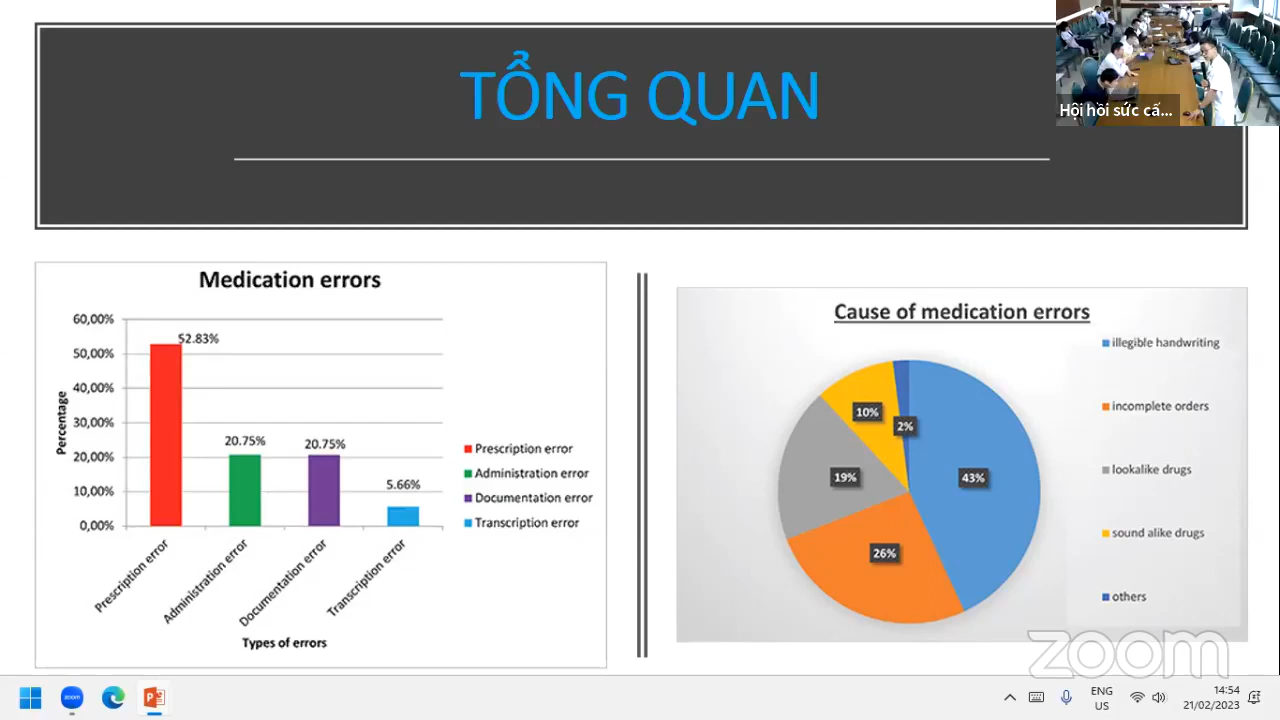 TỔNG QUAN
Hội hồi sức cấ...
Medication errors
60,00%
50,00%
40,00%
30,00%
20,00%
10,00%
0,00%
Percentage
52.83%
20.75%
20.75%
5.66%
Prescription error
Administration error
Documentation error
Transcription error
Types of errors
Prescription error
Administration error
Documentation error
Transcription error
Cause of medication errors
43%
26%
19%
10%
2%
illegible handwriting
incomplete orders
lookalike drugs
sound alike drugs
others
zoom
zoom
ENG
US
14:54
21/02/2023